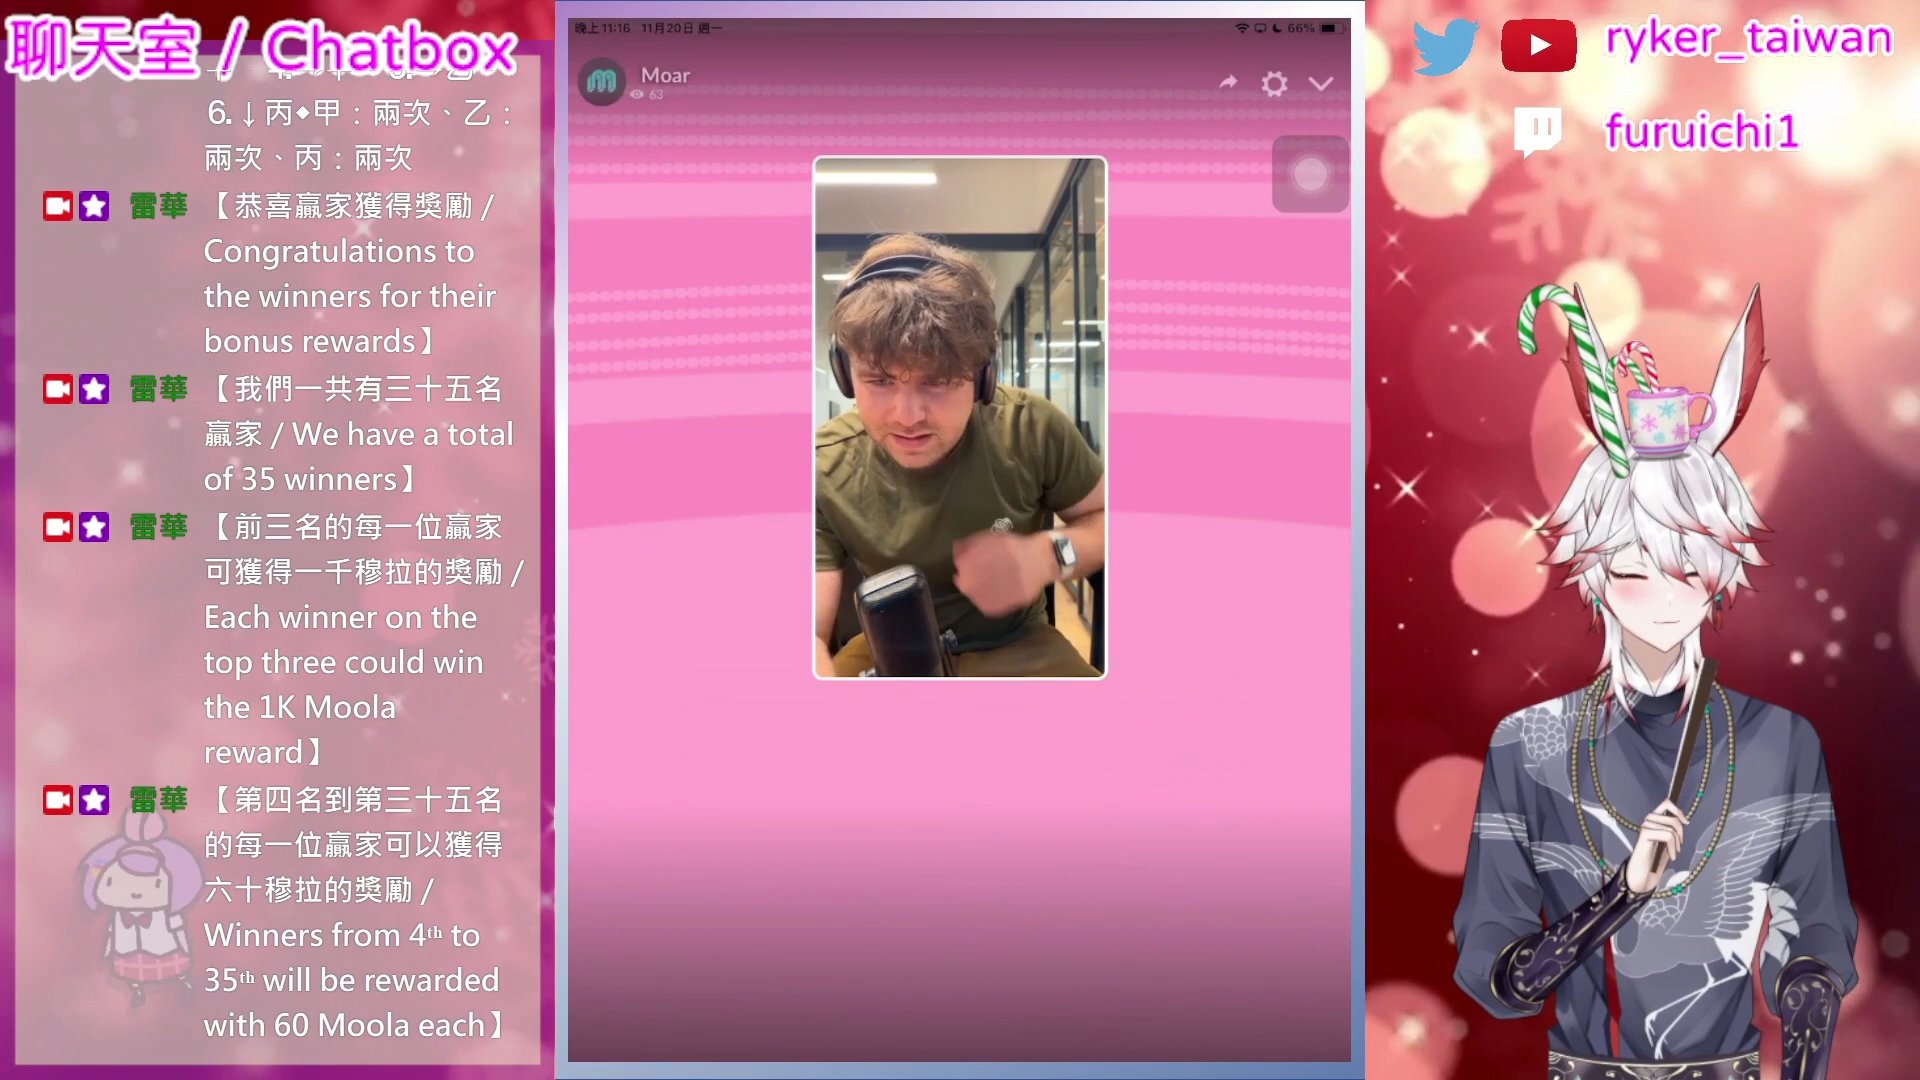 聊天室 / Chatbox
6.↓丙◆甲：兩次、乙：
兩次、丙：兩次
雷華 【恭喜贏家獲得獎勵 /
Congratulations to
the winners for their
bonus rewards】
雷華 【我們一共有三十五名
贏家 / We have a total
of 35 winners】
雷華 【前三名的每一位贏家
可獲得一千穆拉的獎勵 /
Each winner on the
top three could win
the 1K Moola
reward】
雷華 【第四名到第三十五名
的每一位贏家可以獲得
六十穆拉的獎勵 /
Winners from 4th to
35th will be rewarded
with 60 Moola each】
晚上11:16 11月20日 週一
66%
Moar
63
ryker_taiwan
furuichi1